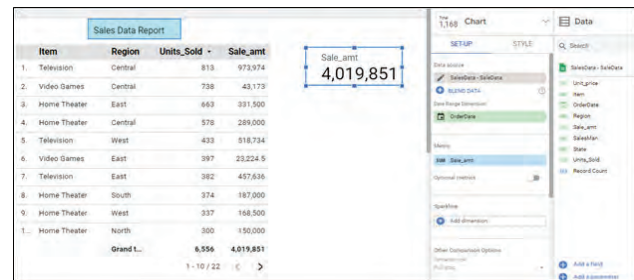 Sales Data Report
Item Region Units_Sold Sale_amt
1. Television Central 813 973,974
2. Video Games Central 738 43,173
3. Home Theater East 663 331,500
4. Home Theater Central 578 289,000
5. Television West 433 518,734
6. Video Games East 397 23,224.5
7. Television East 382 457,636
8. Home Theater South 374 187,000
9. Home Theater West 337 168,500
1... Home Theater North 300 150,000
Grand t... 6,556 4,019,851
1 - 10 / 22 < >
Sale_amt
4,019,851
1,168 Chart
SET-UP STYLE
Data source
SalesData - SaleData
BLEND DATA
Date Range Dimension
OrderDate
Metric
SUM Sale_amt
Optional metrics
Sparkline
Add dimension
Other Comparison Options
Data
Search
SalesData - SaleData
Unit_price
Item
OrderDate
Region
Sale_amt
SalesMan
State
Units_Sold
Record Count
Add a field
Add a parameter